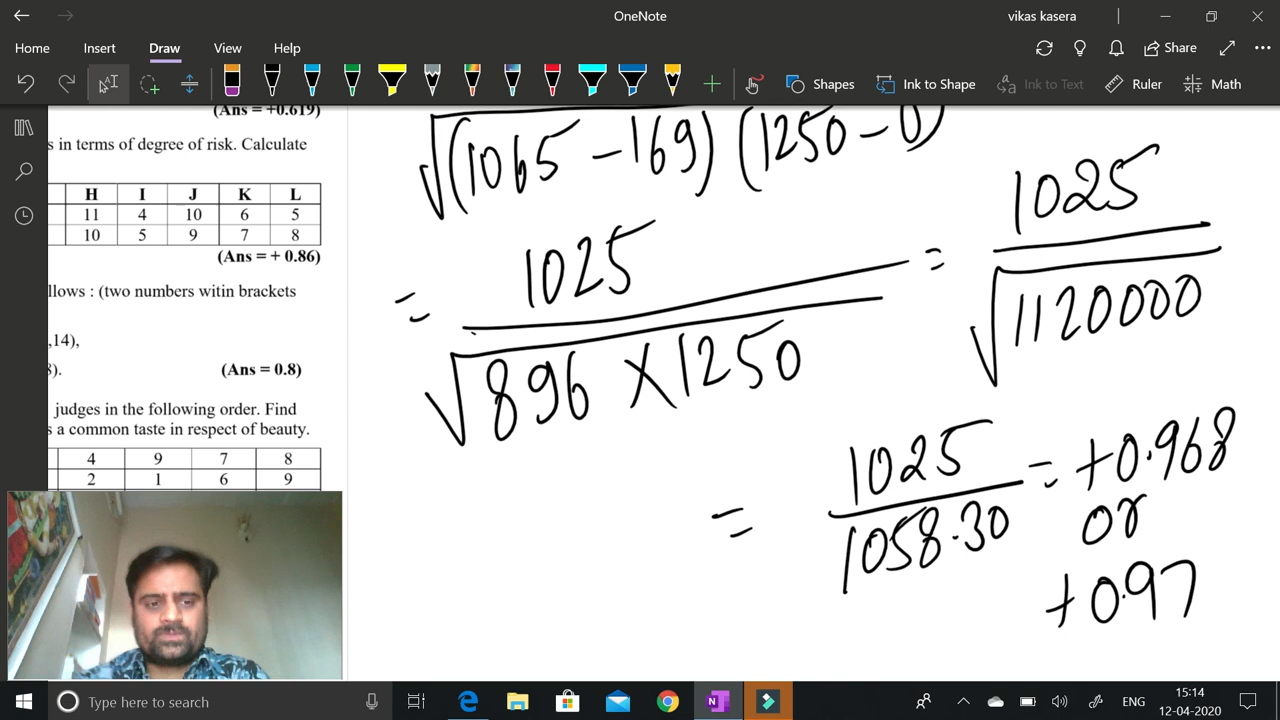 OneNote
vikas kasera
Home Insert Draw View Help
Share
Shapes Ink to Shape Ink to Text Ruler Math
(Ans = +0.619)
s in terms of degree of risk. Calculate
H I J K L
11 4 10 6 5
10 5 9 7 8
(Ans = + 0.86)
llows : (two numbers witin brackets
,14),
(Ans = 0.8)
judges in the following order. Find
s a common taste in respect of beauty.
4 9 7 8
2 1 6 9
√(1065 - 169) (1250 - 0)
= 1025
√896 × 1250
= 1025
√1120000
= 1025
1058.30
= +0.968
or
+0.97
Type here to search
ENG
15:14
12-04-2020